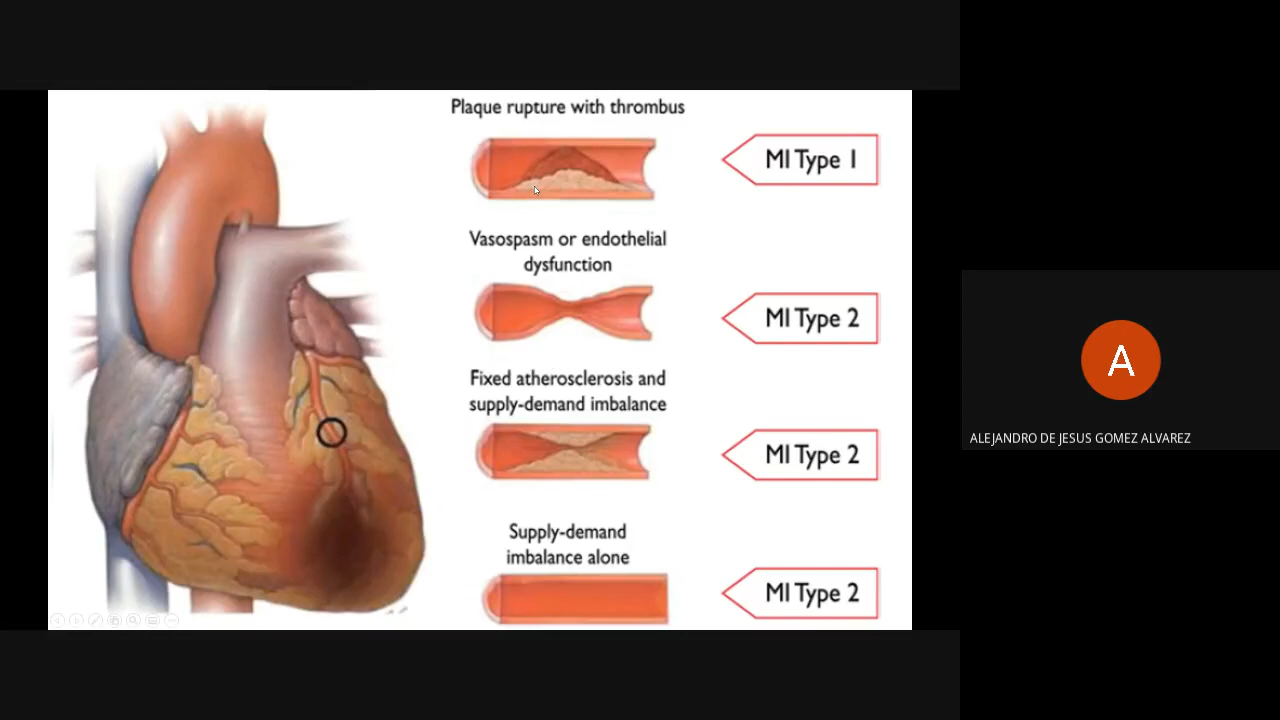 Plaque rupture with thrombus
MI Type 1
Vasospasm or endothelial
dysfunction
MI Type 2
Fixed atherosclerosis and
supply-demand imbalance
MI Type 2
Supply-demand
imbalance alone
MI Type 2
A
ALEJANDRO DE JESUS GOMEZ ALVAREZ